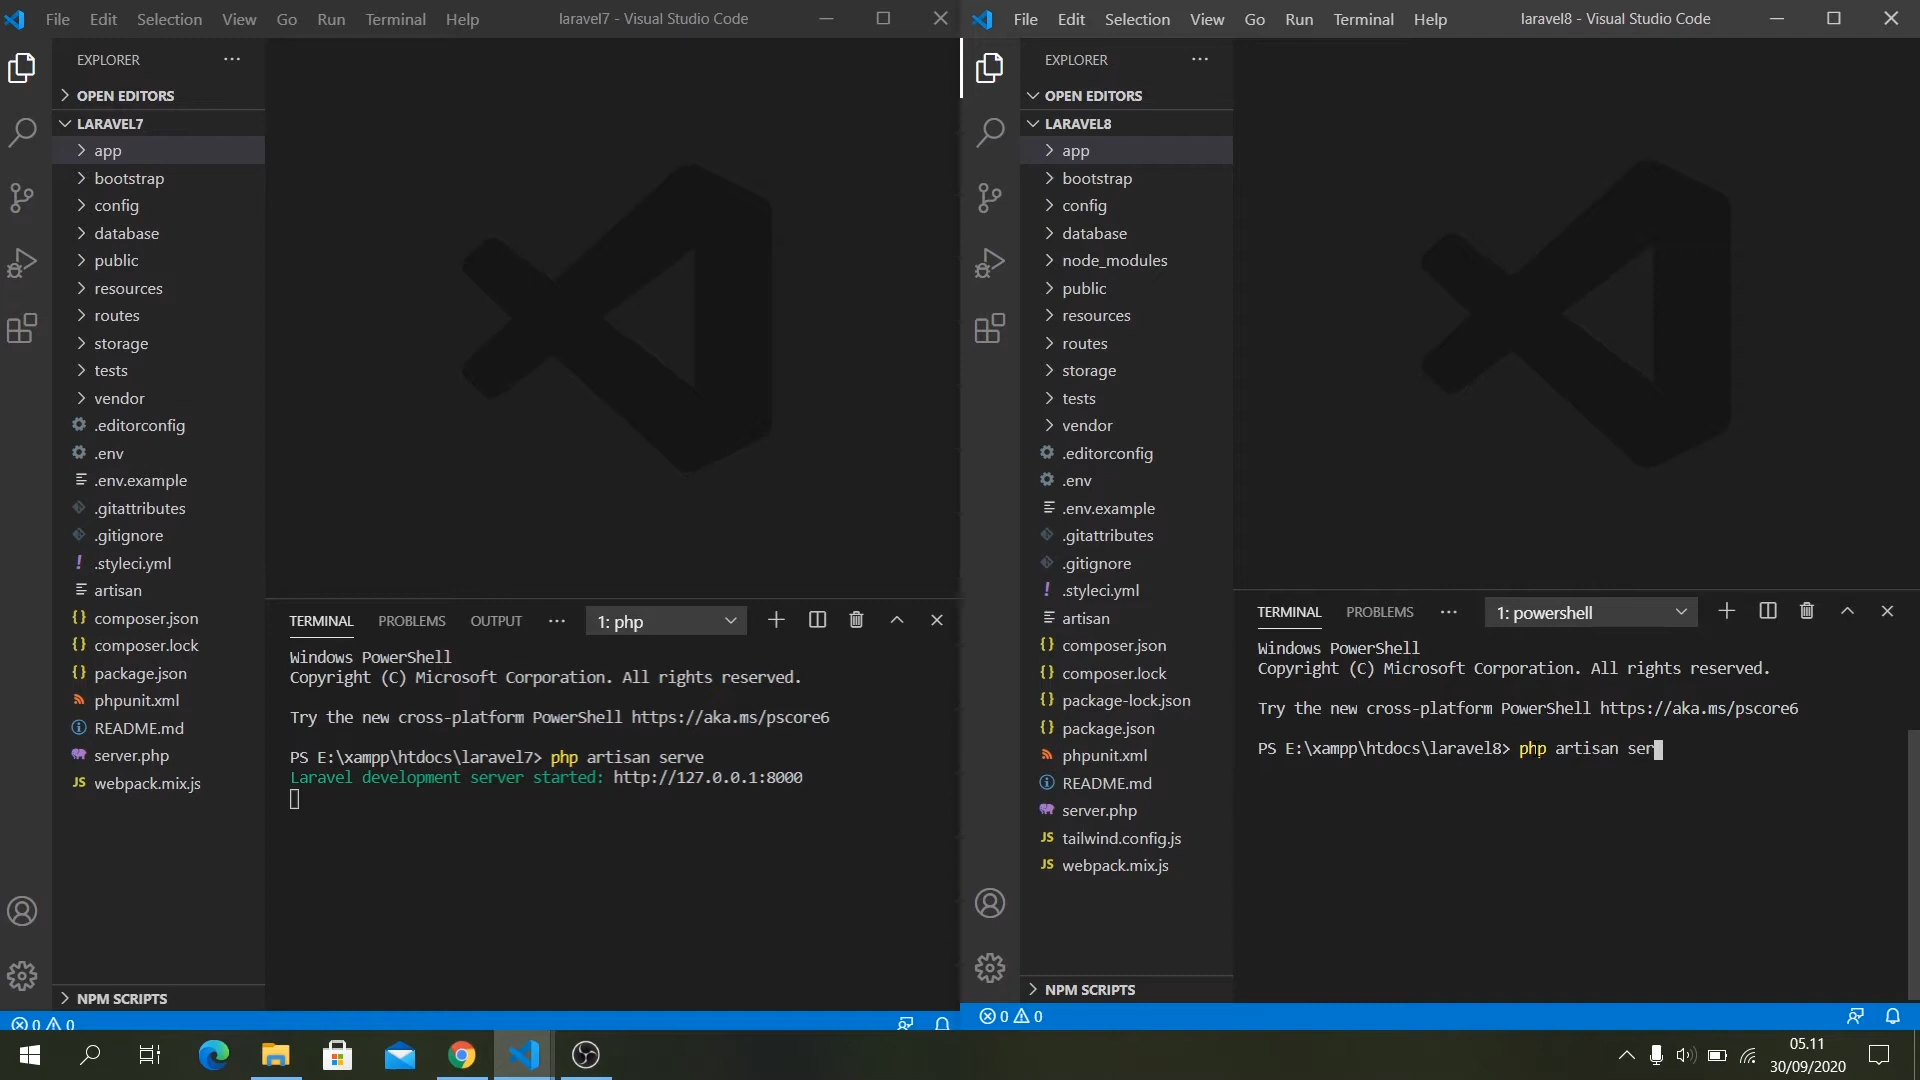 File Edit Selection View Go Run Terminal Help laravel7 - Visual Studio Code
EXPLORER
OPEN EDITORS
LARAVEL7
app
bootstrap
config
database
public
resources
routes
storage
tests
vendor
.editorconfig
.env
.env.example
.gitattributes
.gitignore
.styleci.yml
artisan
composer.json
composer.lock
package.json
phpunit.xml
README.md
server.php
webpack.mix.js
NPM SCRIPTS
TERMINAL PROBLEMS OUTPUT 1: php
Windows PowerShell
Copyright (C) Microsoft Corporation. All rights reserved.
Try the new cross-platform PowerShell https://aka.ms/pscore6
PS E:\xampp\htdocs\laravel7> php artisan serve
Laravel development server started: http://127.0.0.1:8000
0 0
File Edit Selection View Go Run Terminal Help laravel8 - Visual Studio Code
EXPLORER
OPEN EDITORS
LARAVEL8
app
bootstrap
config
database
node_modules
public
resources
routes
storage
tests
vendor
.editorconfig
.env
.env.example
.gitattributes
.gitignore
.styleci.yml
artisan
composer.json
composer.lock
package-lock.json
package.json
phpunit.xml
README.md
server.php
tailwind.config.js
webpack.mix.js
NPM SCRIPTS
TERMINAL PROBLEMS 1: powershell
Windows PowerShell
Copyright (C) Microsoft Corporation. All rights reserved.
Try the new cross-platform PowerShell https://aka.ms/pscore6
PS E:\xampp\htdocs\laravel8> php artisan ser
0 0
05.11
30/09/2020